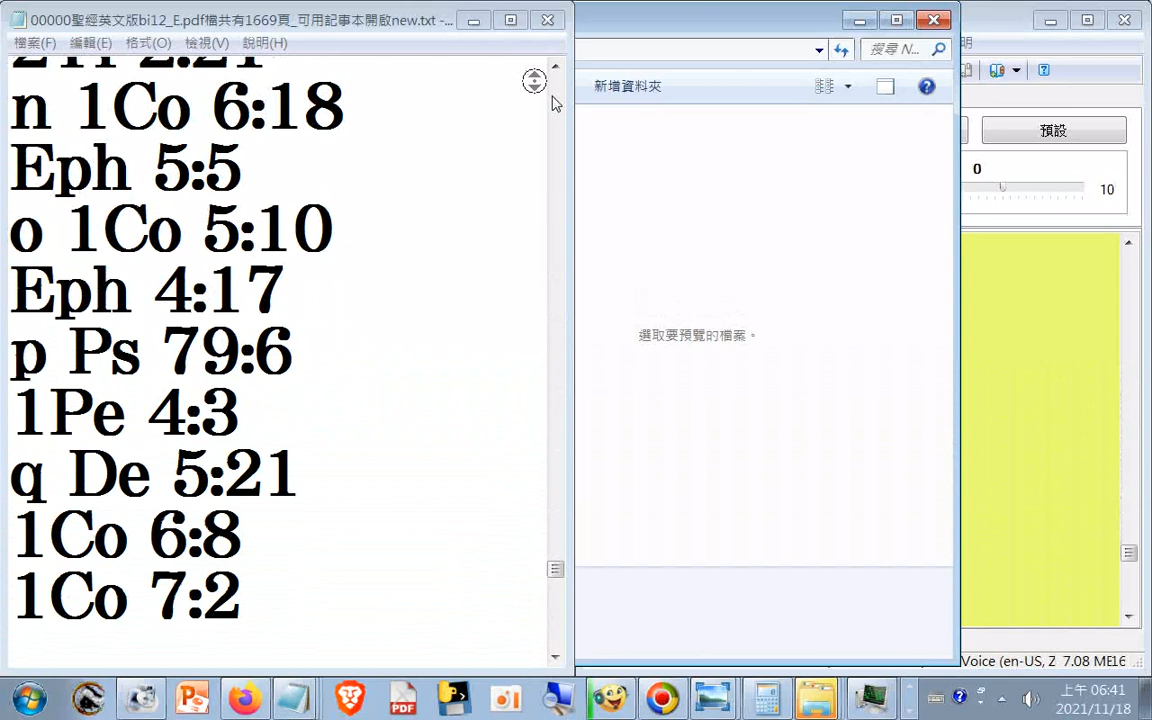 00000聖經英文版bi12_E.pdf檔共有1669頁_可用記事本開啟new.txt -...
檔案(F) 編輯(E) 格式(O) 檢視(V) 說明(H)
n 1Co 6:18
Eph 5:5
o 1Co 5:10
Eph 4:17
p Ps 79:6
1Pe 4:3
q De 5:21
1Co 6:8
1Co 7:2
搜尋 N...
新增資料夾
選取要預覽的檔案。
明
預設
0
10
Voice (en-US, Z 7.08 ME16
PDF
上午 06:41
2021/11/18